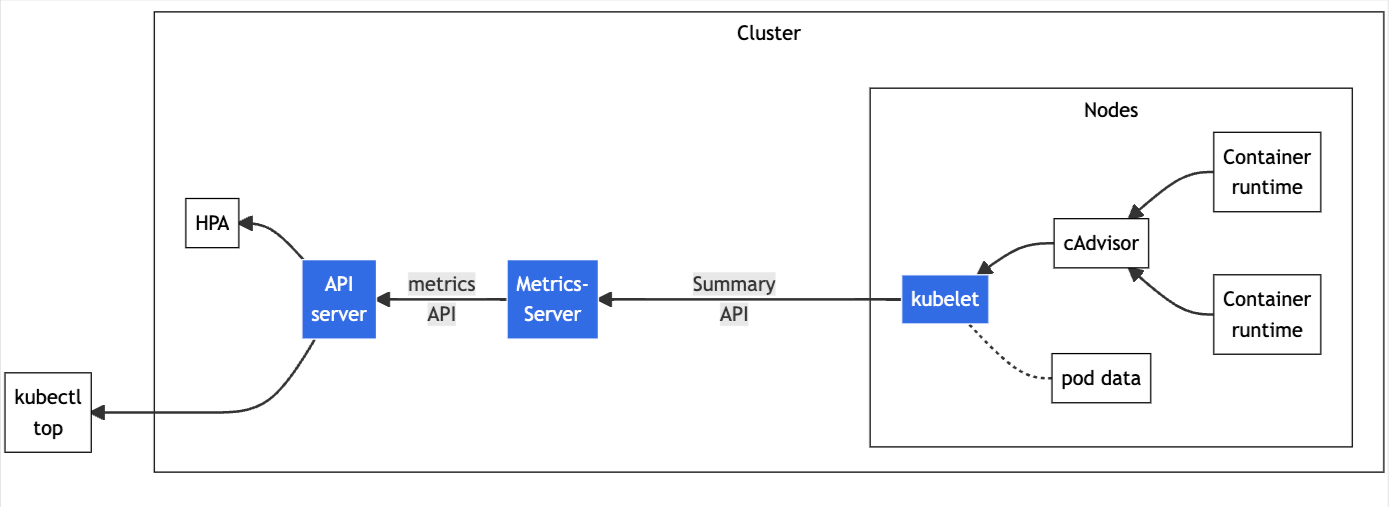 Cluster
Nodes
Container
runtime
HPA
cAdvisor
API
server
metrics
API
Metrics-
Server
Summary
API
kubelet
Container
runtime
pod data
kubectl
top